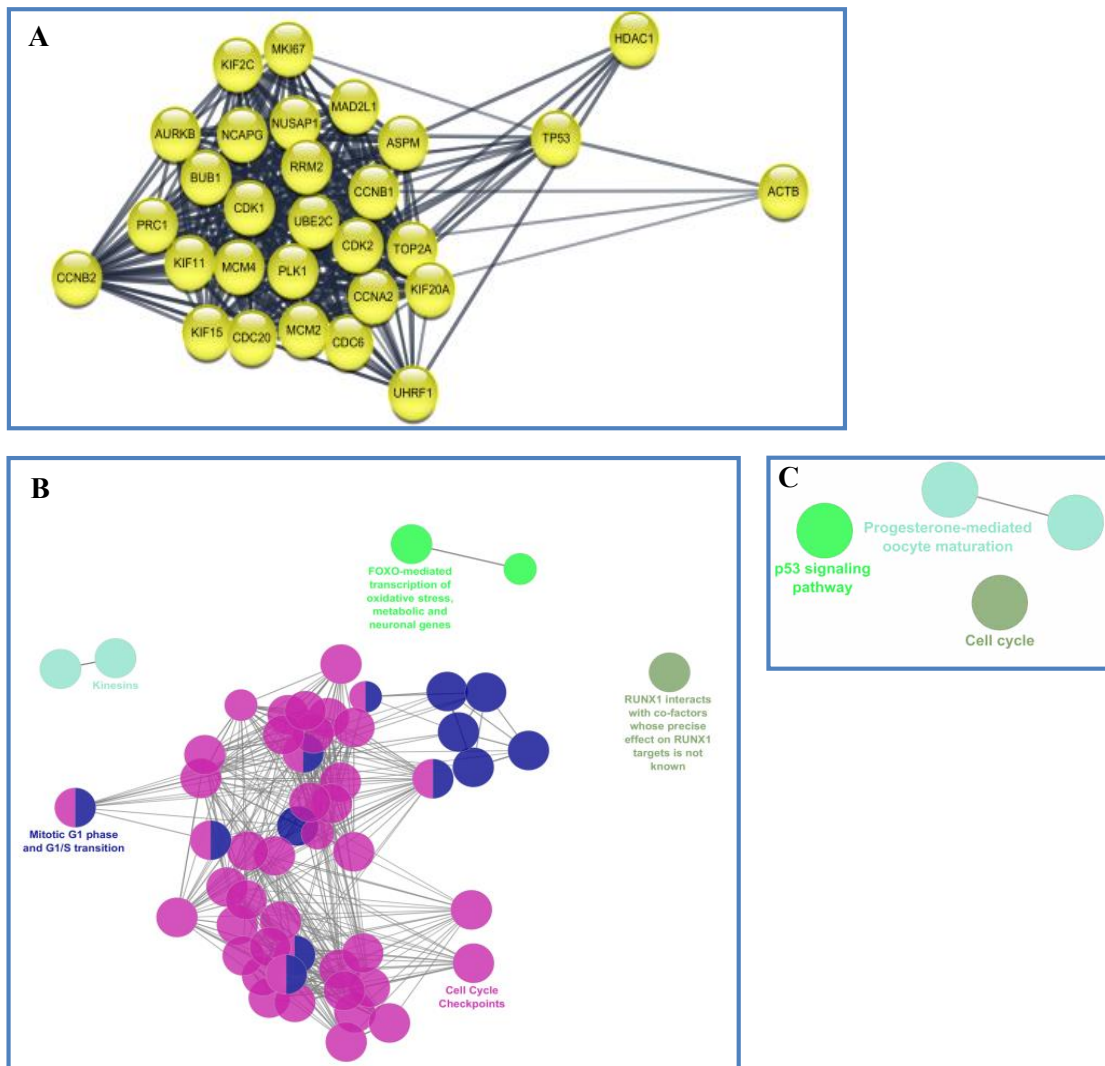 A
HDAC1
MKI67
KIF2C
MAD2L1
NUSAP1
AURKB
NCAPG
TP53
ASPM
RRM2
BUB1
CCNB1
ACTB
CDK1
UBE2C
PRC1
CDK2
TOP2A
KIF11
MCM4
PLK1
CCNB2
KIF20A
CCNA2
KIF15
CDC20
MCM2
CDC6
UHRF1
B
FOXO-mediated
transcription of
oxidative stress,
metabolic and
neuronal genes
Kinesins
RUNX1 interacts
with co-factors
whose precise
effect on RUNX1
targets is not
known
Mitotic G1 phase
and G1/S transition
Cell Cycle
Checkpoints
C
Progesterone-mediated
oocyte maturation
p53 signaling
pathway
Cell cycle